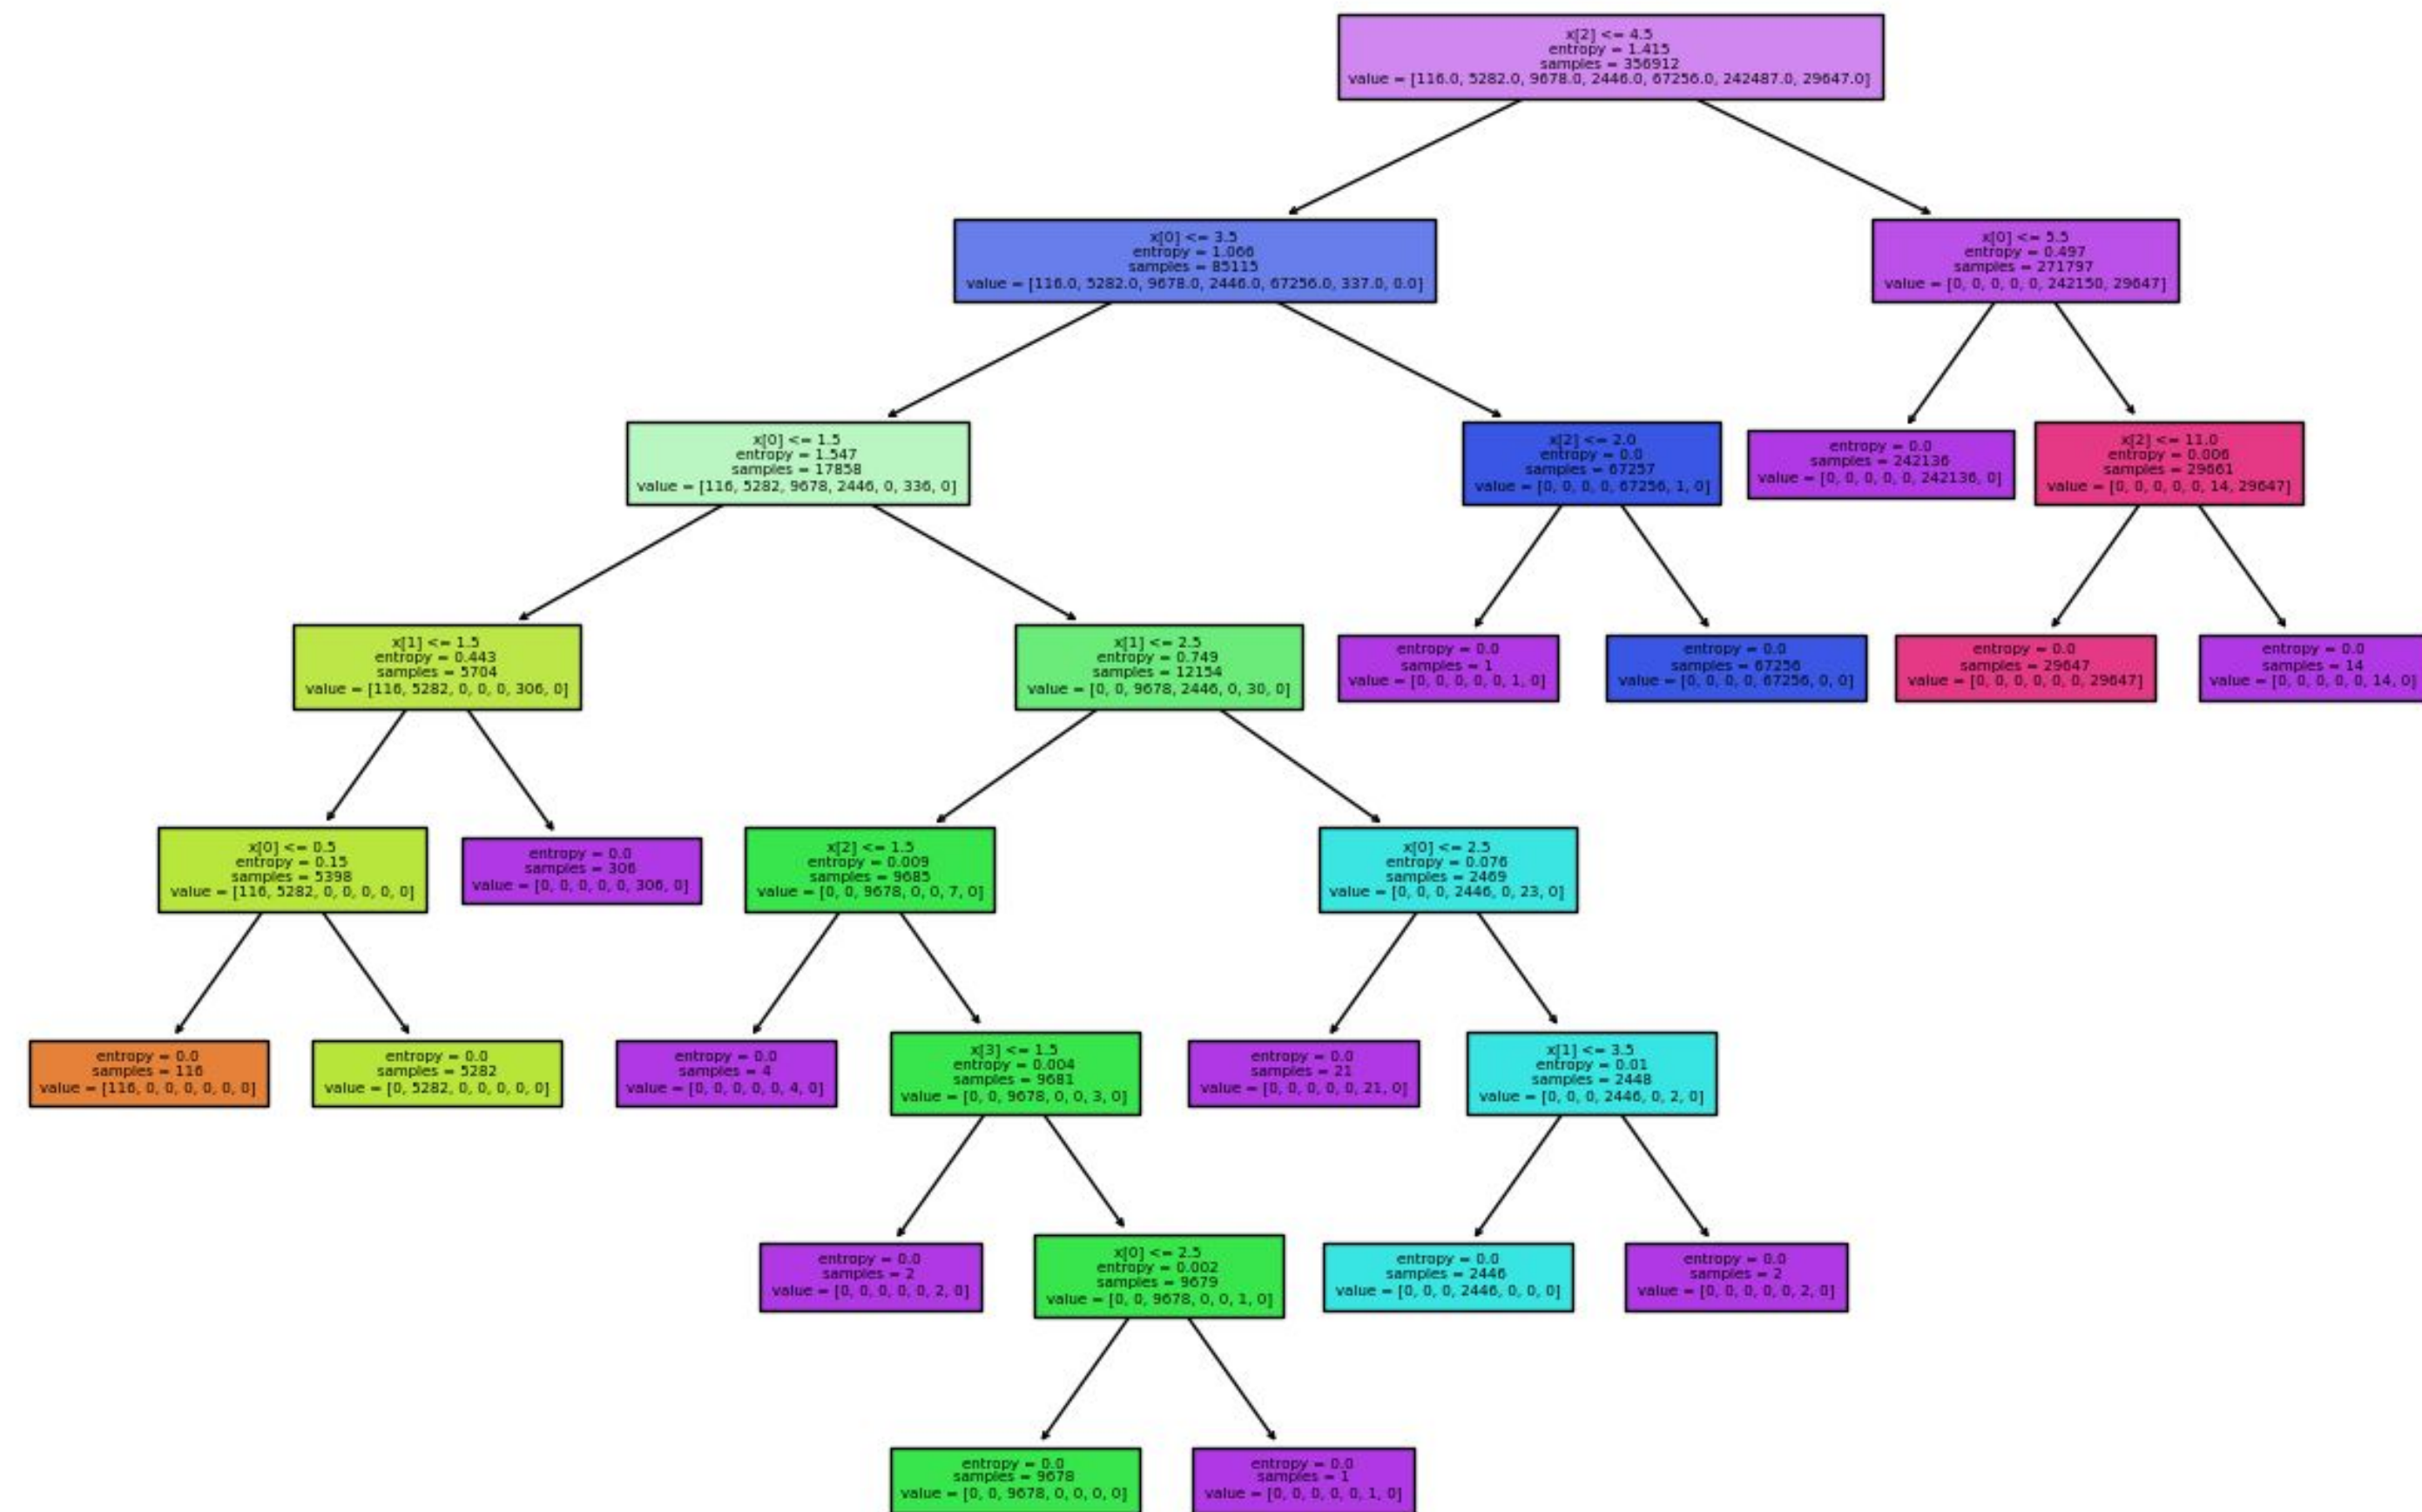 x[2] <= 4.5
entropy = 1.415
samples = 356912
value = [116.0, 5282.0, 9678.0, 2446.0, 67256.0, 242487.0, 29647.0]
x[0] <= 3.5
entropy = 1.066
samples = 85115
value = [116.0, 5282.0, 9678.0, 2446.0, 67256.0, 337.0, 0.0]
x[0] <= 5.5
entropy = 0.497
samples = 271797
value = [0, 0, 0, 0, 0, 242150, 29647]
x[0] <= 1.5
entropy = 1.547
samples = 17858
value = [116, 5282, 9678, 2446, 0, 336, 0]
x[2] <= 2.0
entropy = 0.0
samples = 67257
value = [0, 0, 0, 0, 67256, 1, 0]
entropy = 0.0
samples = 242136
value = [0, 0, 0, 0, 0, 242136, 0]
x[2] <= 11.0
entropy = 0.006
samples = 29661
value = [0, 0, 0, 0, 0, 14, 29647]
x[1] <= 1.5
entropy = 0.443
samples = 5704
value = [116, 5282, 0, 0, 0, 306, 0]
x[1] <= 2.5
entropy = 0.749
samples = 12154
value = [0, 0, 9678, 2446, 0, 30, 0]
entropy = 0.0
samples = 1
value = [0, 0, 0, 0, 0, 1, 0]
entropy = 0.0
samples = 67256
value = [0, 0, 0, 0, 67256, 0, 0]
entropy = 0.0
samples = 29647
value = [0, 0, 0, 0, 0, 0, 29647]
entropy = 0.0
samples = 14
value = [0, 0, 0, 0, 0, 14, 0]
x[0] <= 0.5
entropy = 0.15
samples = 5398
value = [116, 5282, 0, 0, 0, 0, 0]
entropy = 0.0
samples = 306
value = [0, 0, 0, 0, 0, 306, 0]
x[2] <= 1.5
entropy = 0.009
samples = 9685
value = [0, 0, 9678, 0, 0, 7, 0]
x[0] <= 2.5
entropy = 0.076
samples = 2469
value = [0, 0, 0, 2446, 0, 23, 0]
entropy = 0.0
samples = 116
value = [116, 0, 0, 0, 0, 0, 0]
entropy = 0.0
samples = 5282
value = [0, 5282, 0, 0, 0, 0, 0]
entropy = 0.0
samples = 4
value = [0, 0, 0, 0, 0, 4, 0]
x[3] <= 1.5
entropy = 0.004
samples = 9681
value = [0, 0, 9678, 0, 0, 3, 0]
entropy = 0.0
samples = 21
value = [0, 0, 0, 0, 0, 21, 0]
x[1] <= 3.5
entropy = 0.01
samples = 2448
value = [0, 0, 0, 2446, 0, 2, 0]
entropy = 0.0
samples = 2
value = [0, 0, 0, 0, 0, 2, 0]
x[0] <= 2.5
entropy = 0.002
samples = 9679
value = [0, 0, 9678, 0, 0, 1, 0]
entropy = 0.0
samples = 2446
value = [0, 0, 0, 2446, 0, 0, 0]
entropy = 0.0
samples = 2
value = [0, 0, 0, 0, 0, 2, 0]
entropy = 0.0
samples = 9678
value = [0, 0, 9678, 0, 0, 0, 0]
entropy = 0.0
samples = 1
value = [0, 0, 0, 0, 0, 1, 0]